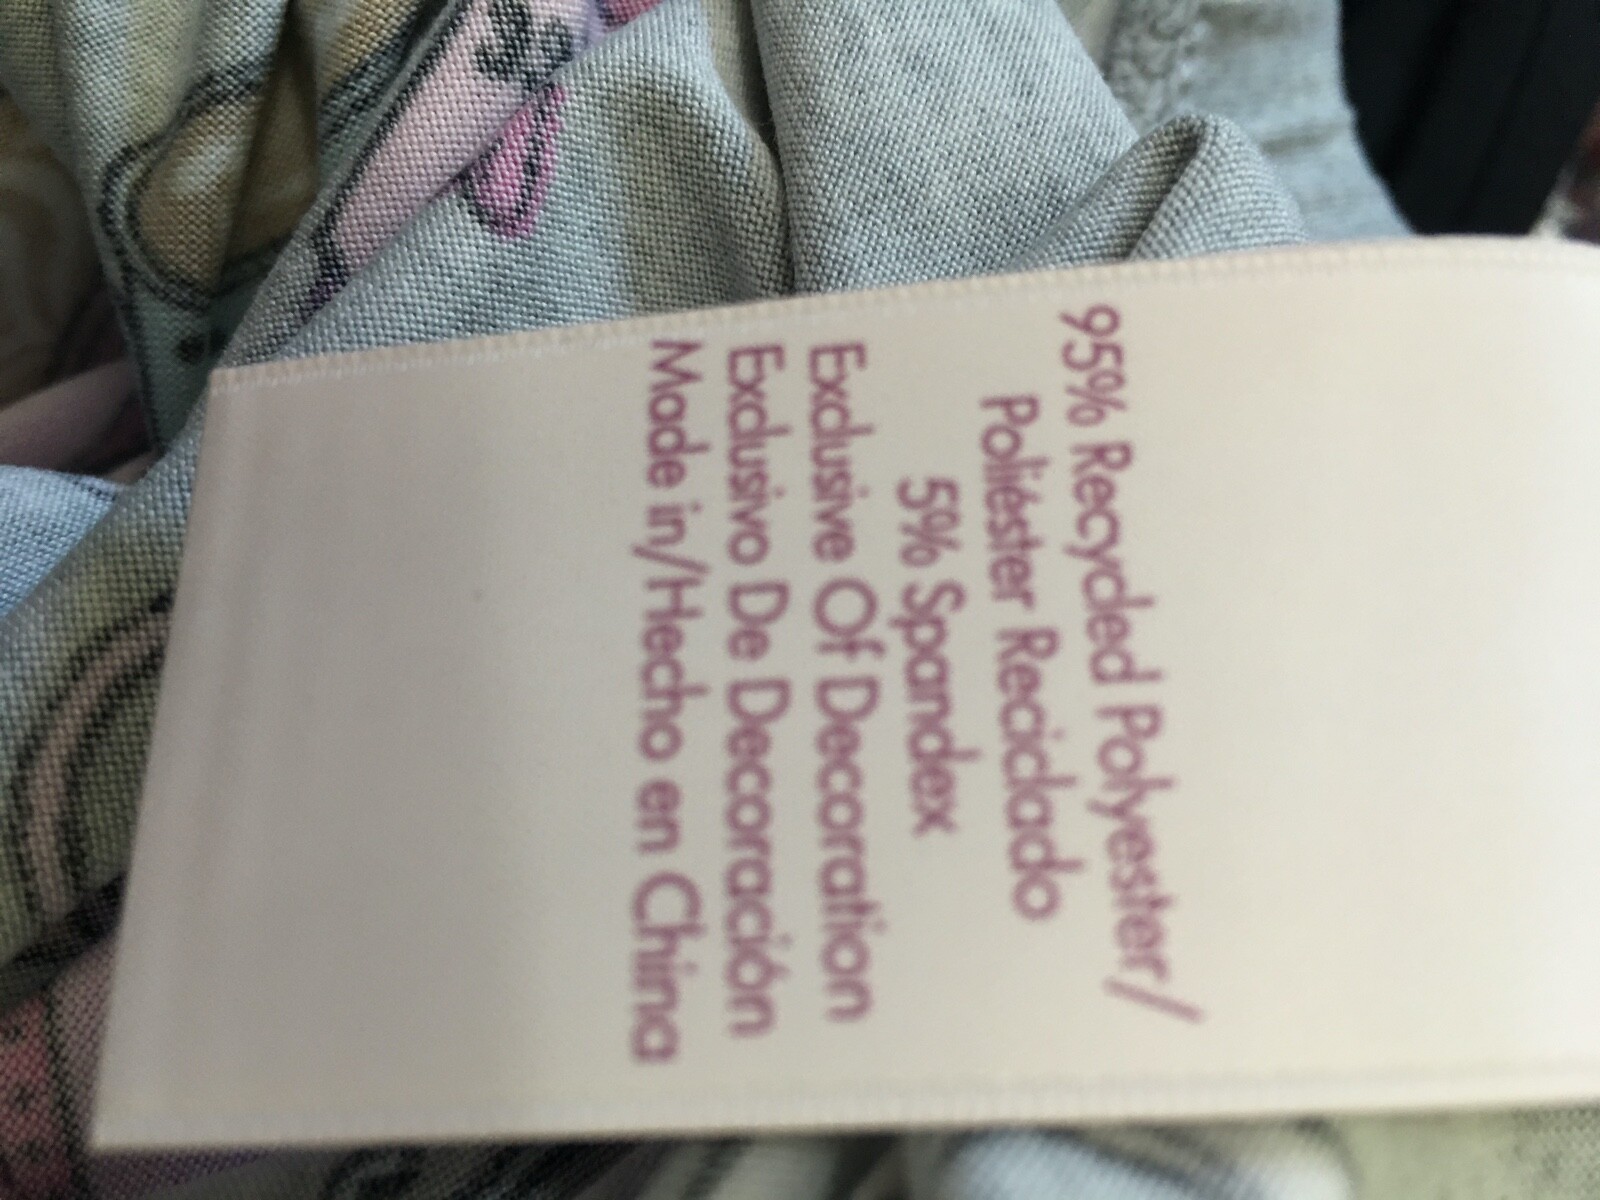 95% Recycled Polyester/
Poliéster Reciclado
5% Spandex
Exclusive Of Decoration
Exclusivo De Decoración
Made in/Hecho en China